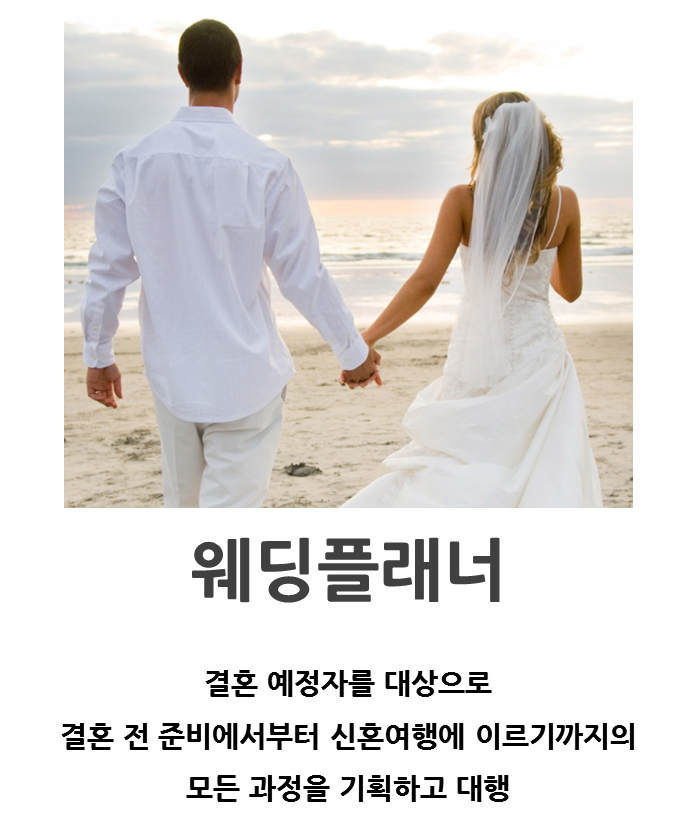 웨딩플래너
결혼 예정자를 대상으로
결혼 전 준비에서부터 신혼여행에 이르기까지의
모든 과정을 기획하고 대행